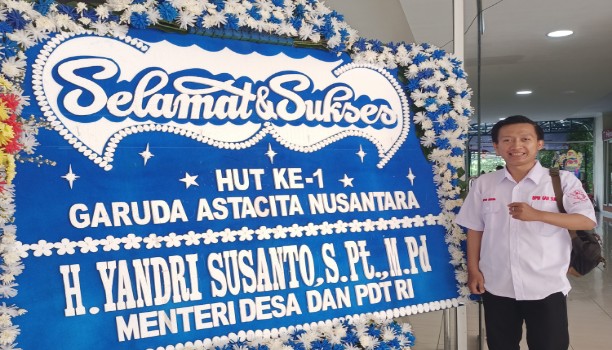 Selamat & Sukses
HUT KE-1
GARUDA ASTACITA NUSANTARA
H. YANDRI SUSANTO, S.Pt., M.Pd
MENTERI DESA DAN PDT RI